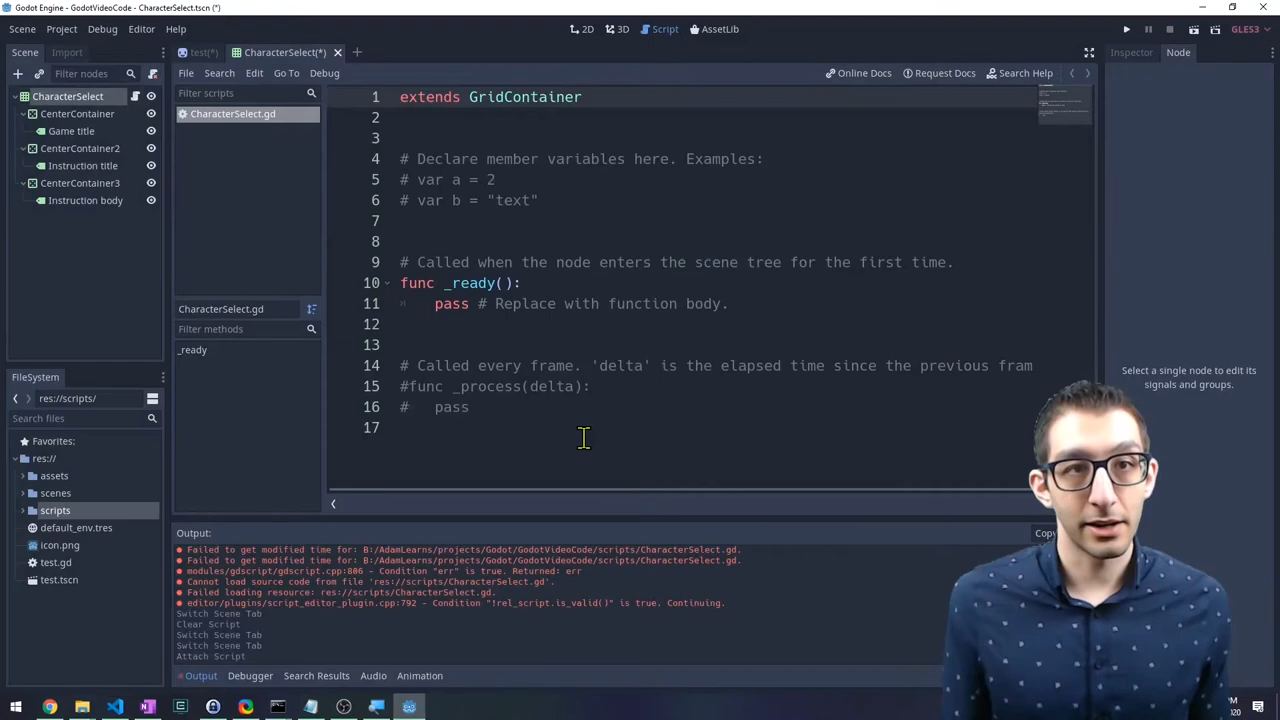 Godot Engine - GodotVideoCode - CharacterSelect.tscn (*)
Scene Project Debug Editor Help
2D 3D Script AssetLib
GLES3
Scene Import
test(*) CharacterSelect(*)
Inspector Node
Filter nodes
File Search Edit Go To Debug
Online Docs Request Docs Search Help
CharacterSelect
CenterContainer
Game title
CenterContainer2
Instruction title
CenterContainer3
Instruction body
Filter scripts
CharacterSelect.gd
CharacterSelect.gd
Filter methods
_ready
1 extends GridContainer
2
3
4 # Declare member variables here. Examples:
5 # var a = 2
6 # var b = "text"
7
8
9 # Called when the node enters the scene tree for the first time.
10 func _ready():
11 pass # Replace with function body.
12
13
14 # Called every frame. 'delta' is the elapsed time since the previous fram
15 #func _process(delta):
16 # pass
17
Select a single node to edit its
signals and groups.
FileSystem
res://scripts/
Search files
Favorites:
res://
assets
scenes
scripts
default_env.tres
icon.png
test.gd
test.tscn
Output:
Copy
Failed to get modified time for: B:/AdamLearns/projects/Godot/GodotVideoCode/scripts/CharacterSelect.gd.
Failed to get modified time for: B:/AdamLearns/projects/Godot/GodotVideoCode/scripts/CharacterSelect.gd.
modules/gdscript/gdscript.cpp:806 - Condition "err" is true. Returned: err
Cannot load source code from file 'res://scripts/CharacterSelect.gd'.
Failed loading resource: res://scripts/CharacterSelect.gd.
editor/plugins/script_editor_plugin.cpp:792 - Condition "!rel_script.is_valid()" is true. Continuing.
Switch Scene Tab
Clear Script
Switch Scene Tab
Switch Scene Tab
Attach Script
Output Debugger Search Results Audio Animation